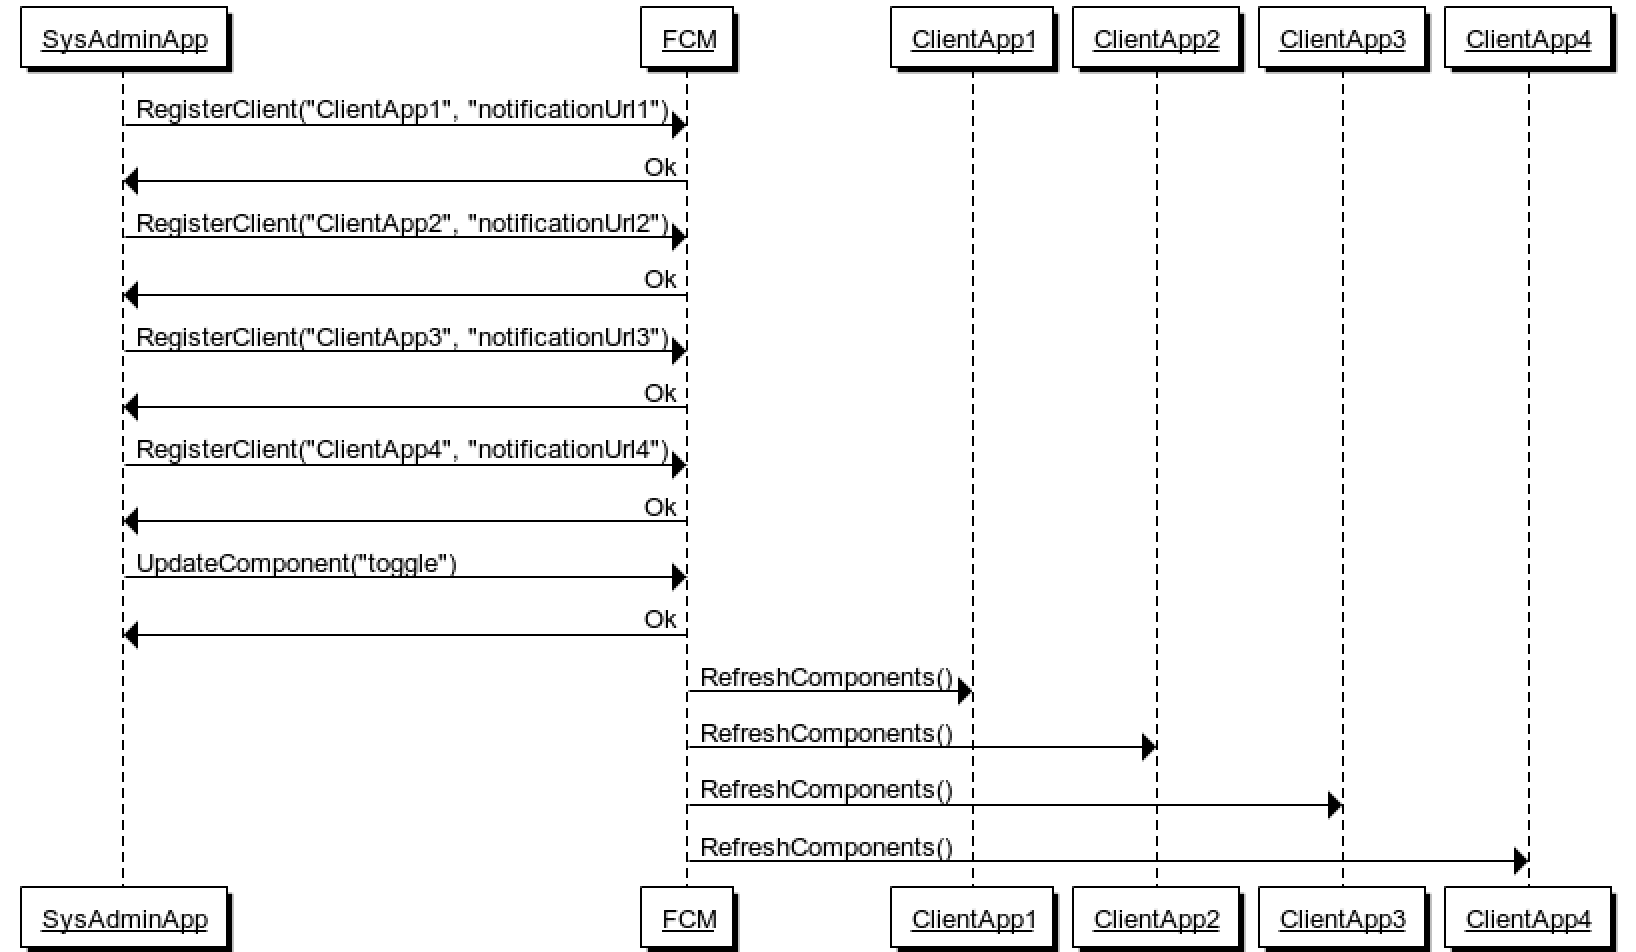 SysAdminApp FCM ClientApp1 ClientApp2 ClientApp3 ClientApp4
RegisterClient("ClientApp1", "notificationUrl1")
Ok
RegisterClient("ClientApp2", "notificationUrl2")
Ok
RegisterClient("ClientApp3", "notificationUrl3")
Ok
RegisterClient("ClientApp4", "notificationUrl4")
Ok
UpdateComponent("toggle")
Ok
RefreshComponents()
RefreshComponents()
RefreshComponents()
RefreshComponents()
SysAdminApp FCM ClientApp1 ClientApp2 ClientApp3 ClientApp4